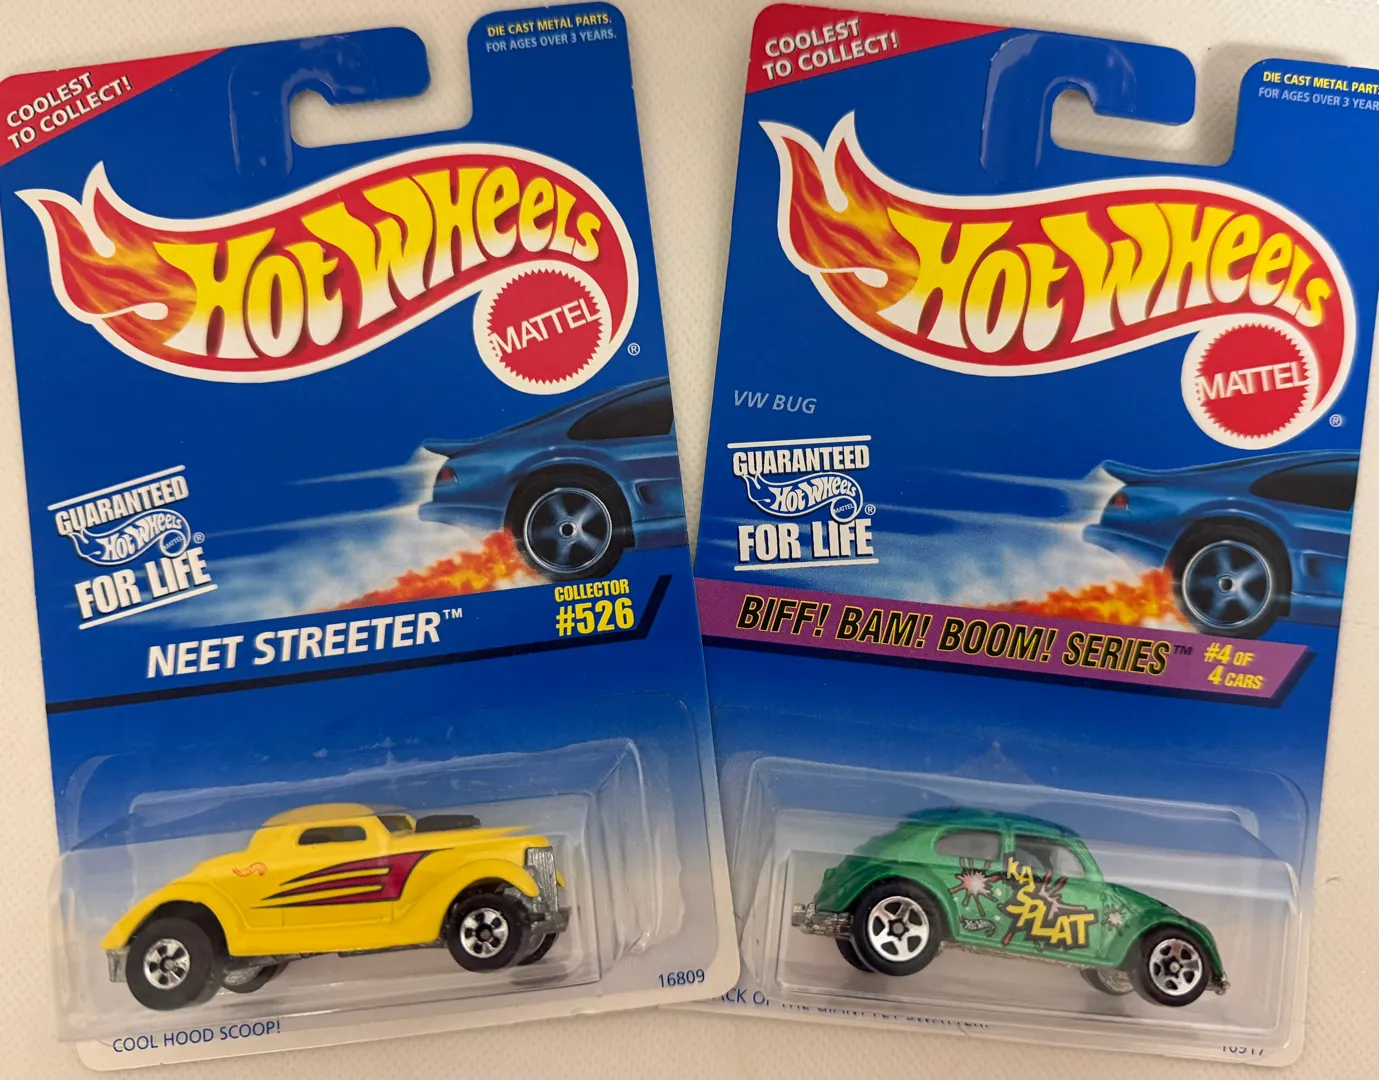 COOLEST
TO COLLECT!
DIE CAST METAL PARTS.
FOR AGES OVER 3 YEARS.
HOT WHEELS
MATTEL
®
GUARANTEED
HOT WHEELS
MATTEL
®
FOR LIFE
NEET STREETER™
COLLECTOR
#526
16809
COOL HOOD SCOOP!
COOLEST
TO COLLECT!
DIE CAST METAL PARTS
FOR AGES OVER 3 YEAR
HOT WHEELS
MATTEL
®
VW BUG
GUARANTEED
HOT WHEELS
MATTEL
®
FOR LIFE
BIFF! BAM! BOOM! SERIES™
#4 OF
4 CARS
KA
SPLAT